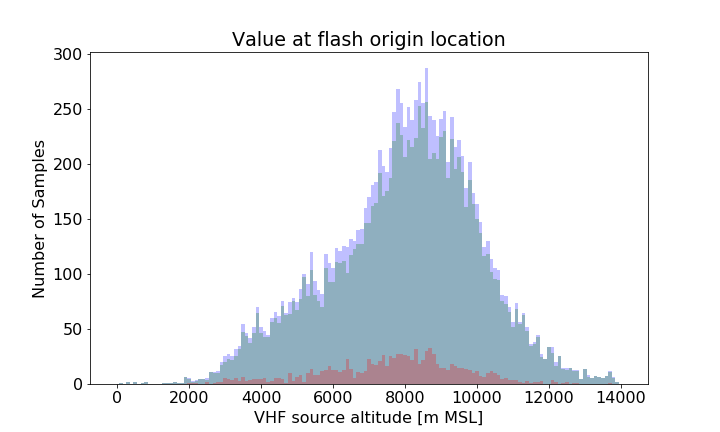 Value at flash origin location
Number of Samples
300
250
200
150
100
50
0
0 2000 4000 6000 8000 10000 12000 14000
VHF source altitude [m MSL]